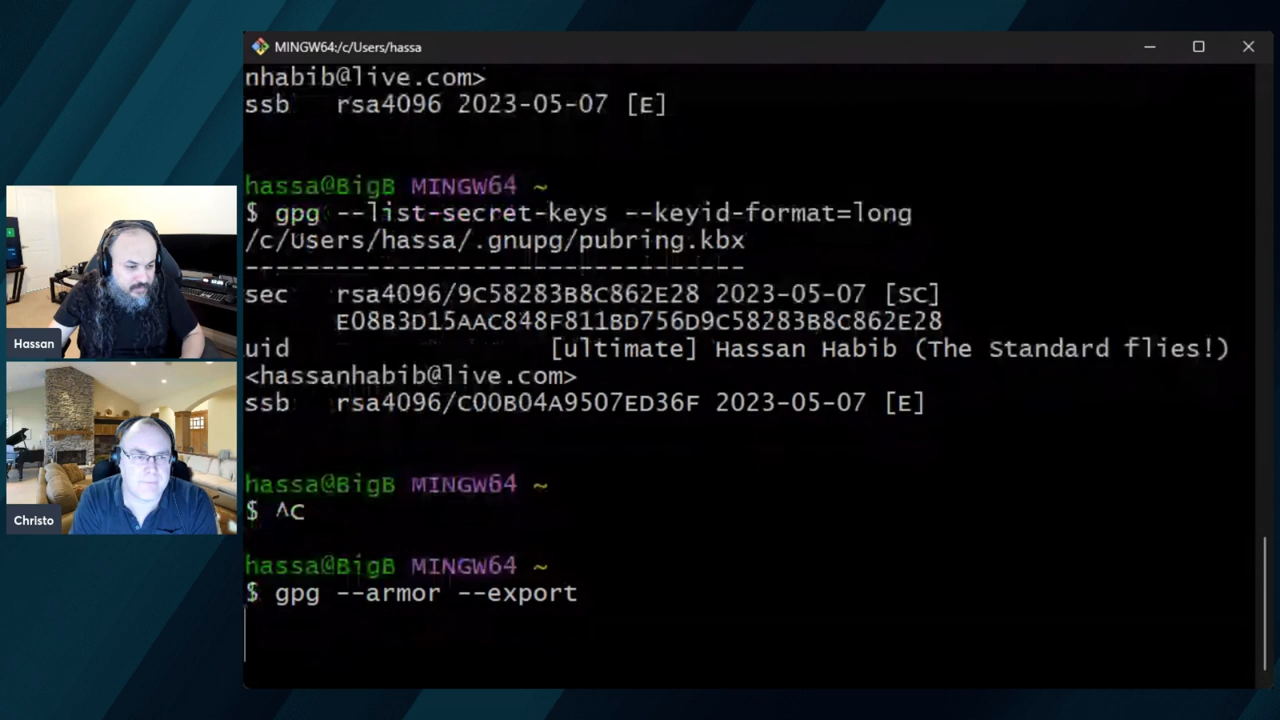 MINGW64:/c/Users/hassa
nhabib@live.com>
ssb rsa4096 2023-05-07 [E]
hassa@BigB MINGW64 ~
$ gpg --list-secret-keys --keyid-format=long
/c/Users/hassa/.gnupg/pubring.kbx
---------------------------------
sec rsa4096/9C58283B8C862E28 2023-05-07 [SC]
E08B3D15AAC848F811BD756D9C58283B8C862E28
uid [ultimate] Hassan Habib (The Standard flies!)
<hassanhabib@live.com>
ssb rsa4096/C00B04A9507ED36F 2023-05-07 [E]
hassa@BigB MINGW64 ~
$ ^C
hassa@BigB MINGW64 ~
$ gpg --armor --export
Hassan
Christo